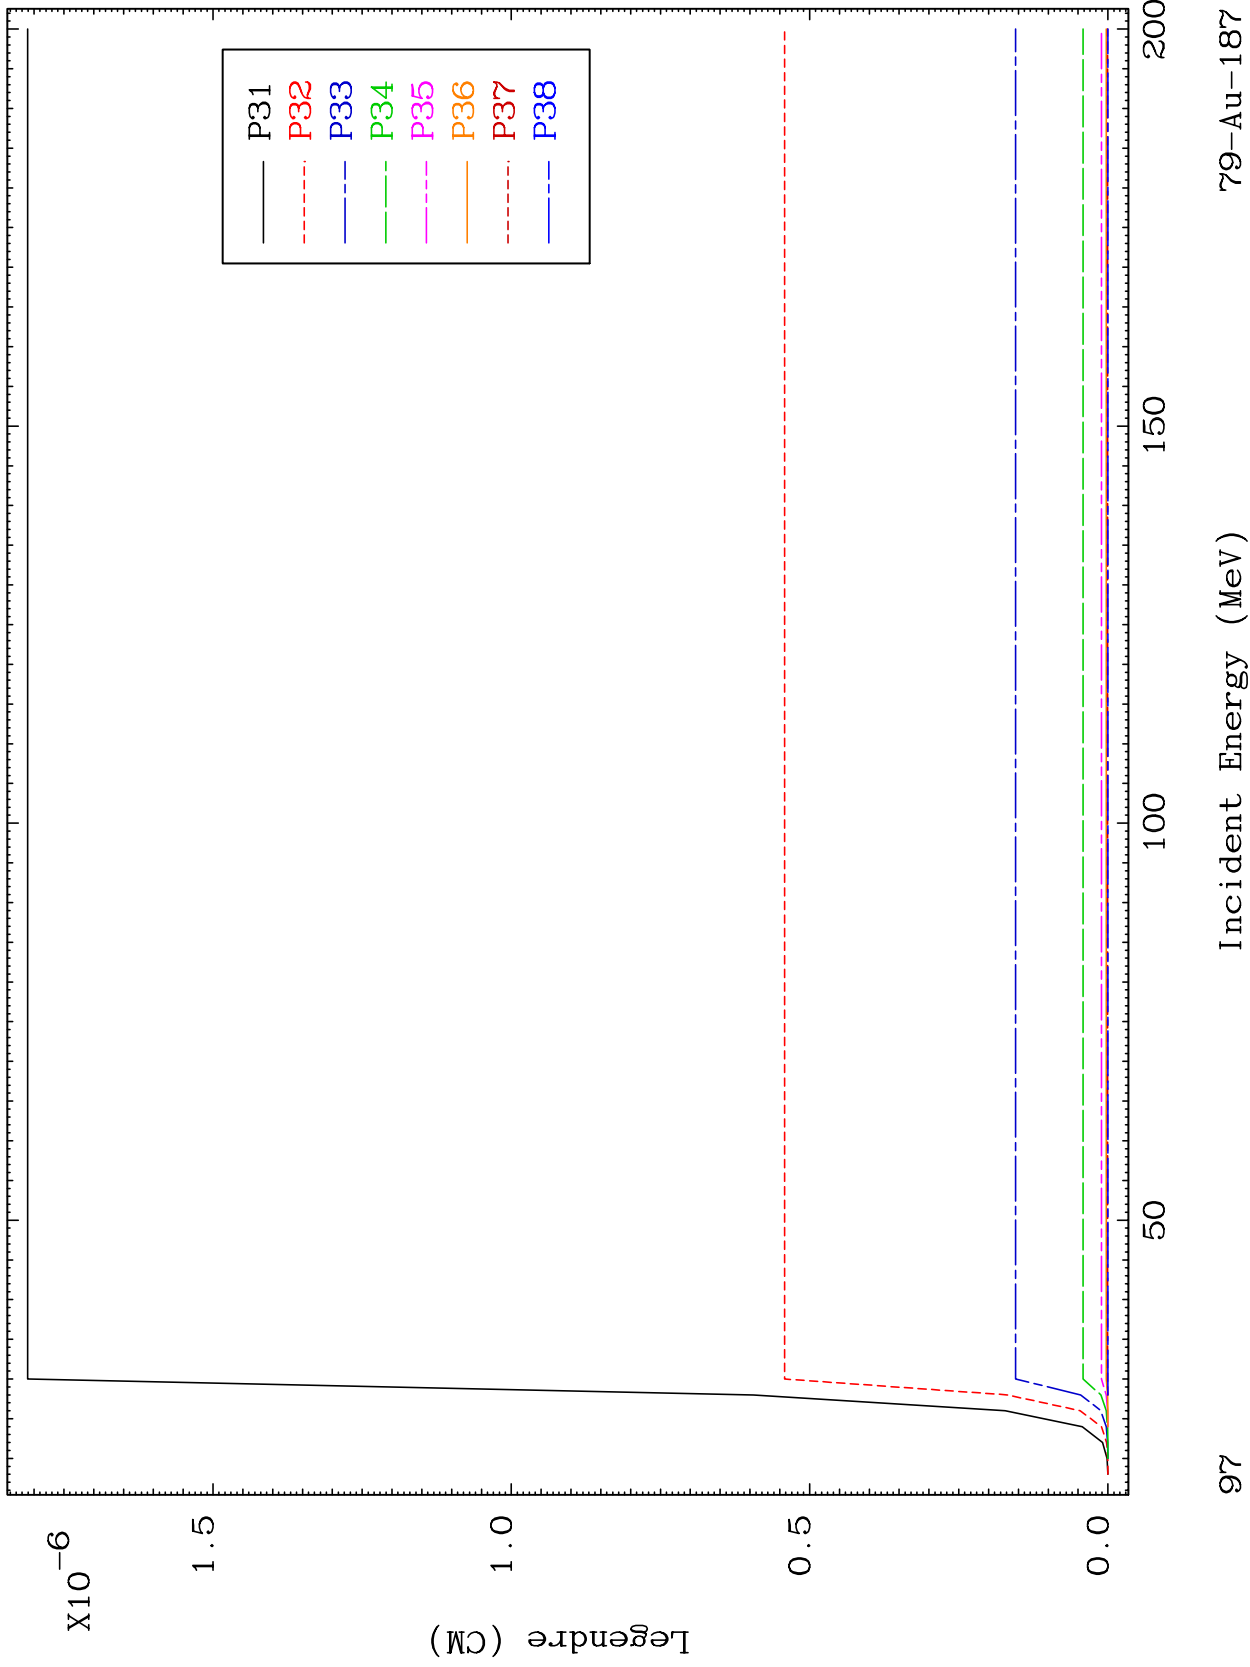 X10-6
1.5
1.0
0.5
0.0
Legendre (CM)
P31
P32
P33
P34
P35
P36
P37
P38
50
100
150
200
97
Incident Energy (MeV)
79-Au-187